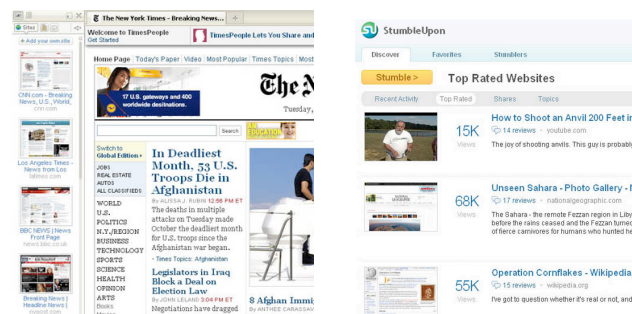 Sites
+ Add your own site
CNN.com - Breaking
News, U.S., World,
cnn.com
Los Angeles Times -
News from Los
latimes.com
BBC NEWS | News
Front Page
news.bbc.co.uk
Breaking News |
Headline News |
The New York Times - Breaking News...
Welcome to TimesPeople
Get Started
TimesPeople Lets You Share and
Home Page
Today's Paper
Video
Most Popular
Times Topics
Most
17 U.S. gateways and 400
worldwide destinations.
The N
Tuesday,
Search
EDUCATION
Switch to
Global Edition
JOBS
REAL ESTATE
AUTOS
ALL CLASSIFIEDS
WORLD
U.S.
POLITICS
N.Y./REGION
BUSINESS
TECHNOLOGY
SPORTS
SCIENCE
HEALTH
OPINION
ARTS
Books
In Deadliest
Month, 53 U.S.
Troops Die in
Afghanistan
By ALISSA J. RUBIN 12:56 PM ET
The deaths in multiple
attacks on Tuesday made
October the deadliest month
for U.S. troops since the
Afghanistan war began.
• Times Topics: Afghanistan
Legislators in Iraq
Block a Deal on
Election Law
By JOHN LELAND 3:04 PM ET
Negotiations have dragged
8 Afghan Immi
By ANTHEE CARASSAV
StumbleUpon
Discover
Favorites
Stumblers
Stumble >
Top Rated Websites
Recent Activity
Top Rated
Shares
Topics
15K
Views
How to Shoot an Anvil 200 Feet in
14 reviews • youtube.com
The joy of shooting anvils. This guy is probably
68K
Views
Unseen Sahara - Photo Gallery - N
17 reviews • nationalgeographic.com
The Sahara - the remote Fezzan region in Liby
before the rains ceased and the Fezzan turned
of fierce carnivores for humans who hunted he
55K
Views
Operation Cornflakes - Wikipedia
15 reviews • wikipedia.org
I've got to question whether it's real or not, and